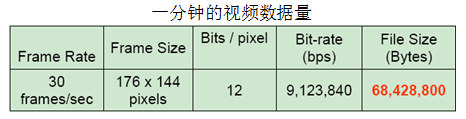 一分钟的视频数据量
Frame Rate
Frame Size
Bits / pixel
Bit-rate
(bps)
File Size
(Bytes)
30
frames/sec
176 x 144
pixels
12
9,123,840
68,428,800